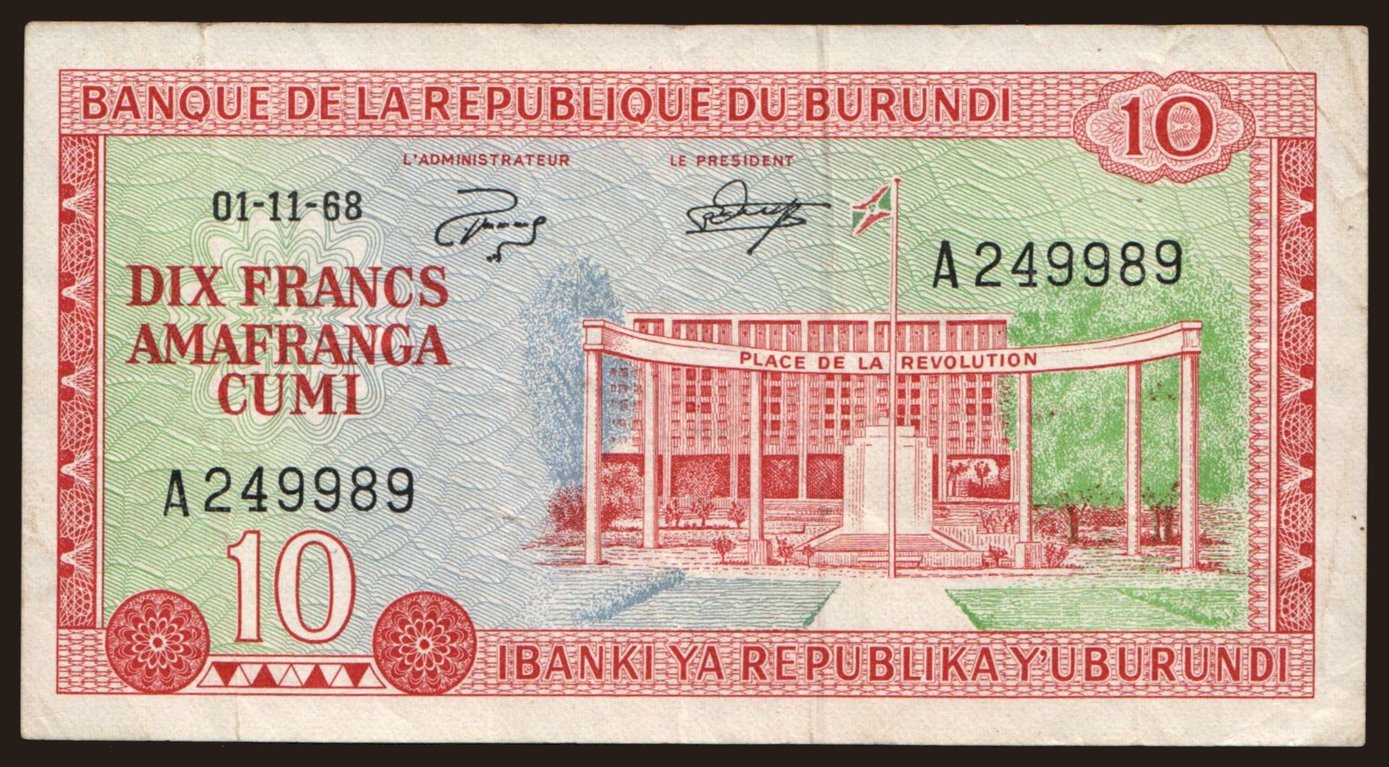 BANQUE DE LA REPUBLIQUE DU BURUNDI
10
L'ADMINISTRATEUR
LE PRESIDENT
01-11-68
A249989
DIX FRANCS
AMAFRANGA
CUMI
PLACE DE LA REVOLUTION
A249989
10
IBANKI YA REPUBLIKA Y'UBURUNDI